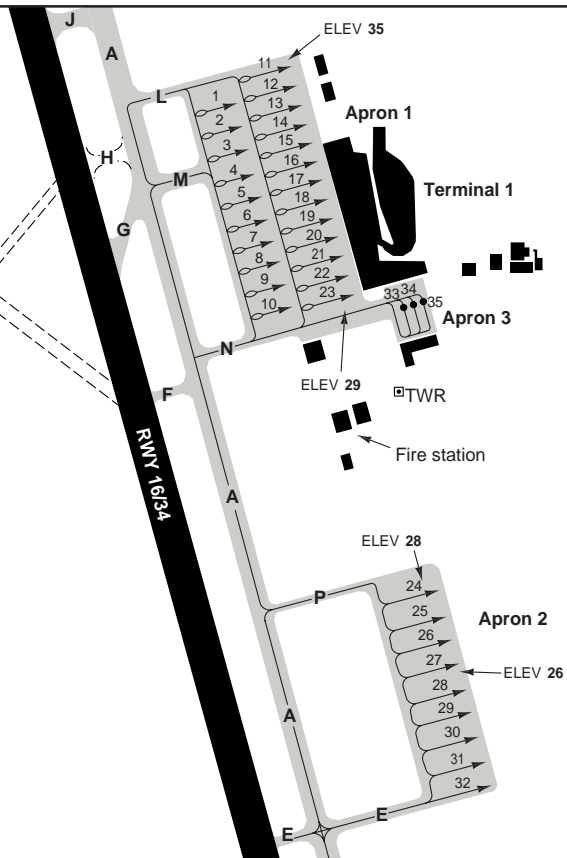 J
A
ELEV 35
11
12
13
14
15
16
17
18
19
20
21
22
23
L
1
2
3
4
5
6
7
8
9
10
Apron 1
Terminal 1
H
M
G
N
33 34 35
Apron 3
ELEV 29
TWR
F
Fire station
RWY 16/34
A
ELEV 28
P
24
25
26
27
28
29
30
31
32
Apron 2
ELEV 26
A
E
E